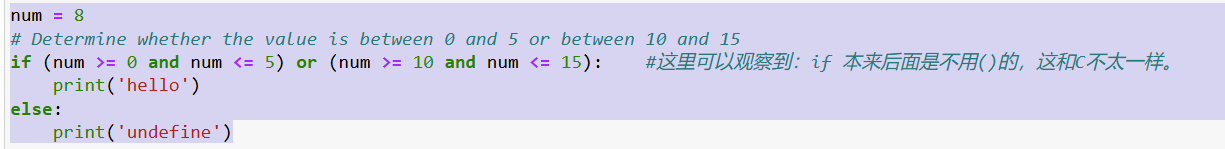 num = 8
# Determine whether the value is between 0 and 5 or between 10 and 15
if (num >= 0 and num <= 5) or (num >= 10 and num <= 15):    #这里可以观察到：if 本来后面是不用()的，这和C不太一样。
    print('hello')
else:
    print('undefine')